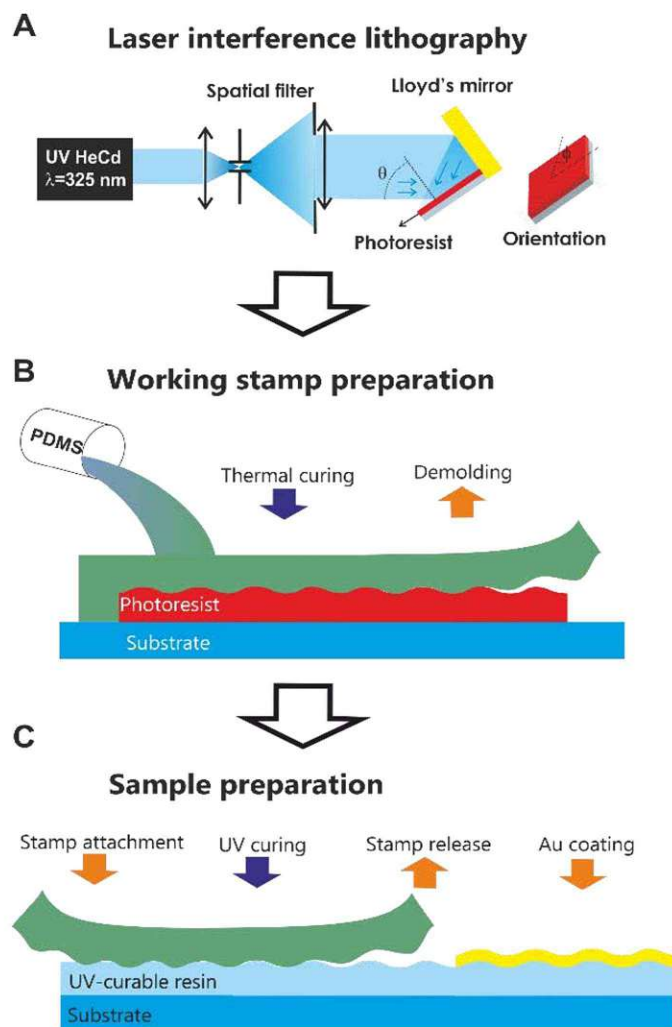 A
Laser interference lithography
Spatial filter
Lloyd's mirror
UV HeCd
λ=325 nm
θ
ϕ
Photoresist
Orientation
B
Working stamp preparation
PDMS
Thermal curing
Demolding
Photoresist
Substrate
C
Sample preparation
Stamp attachment
UV curing
Stamp release
Au coating
UV-curable resin
Substrate